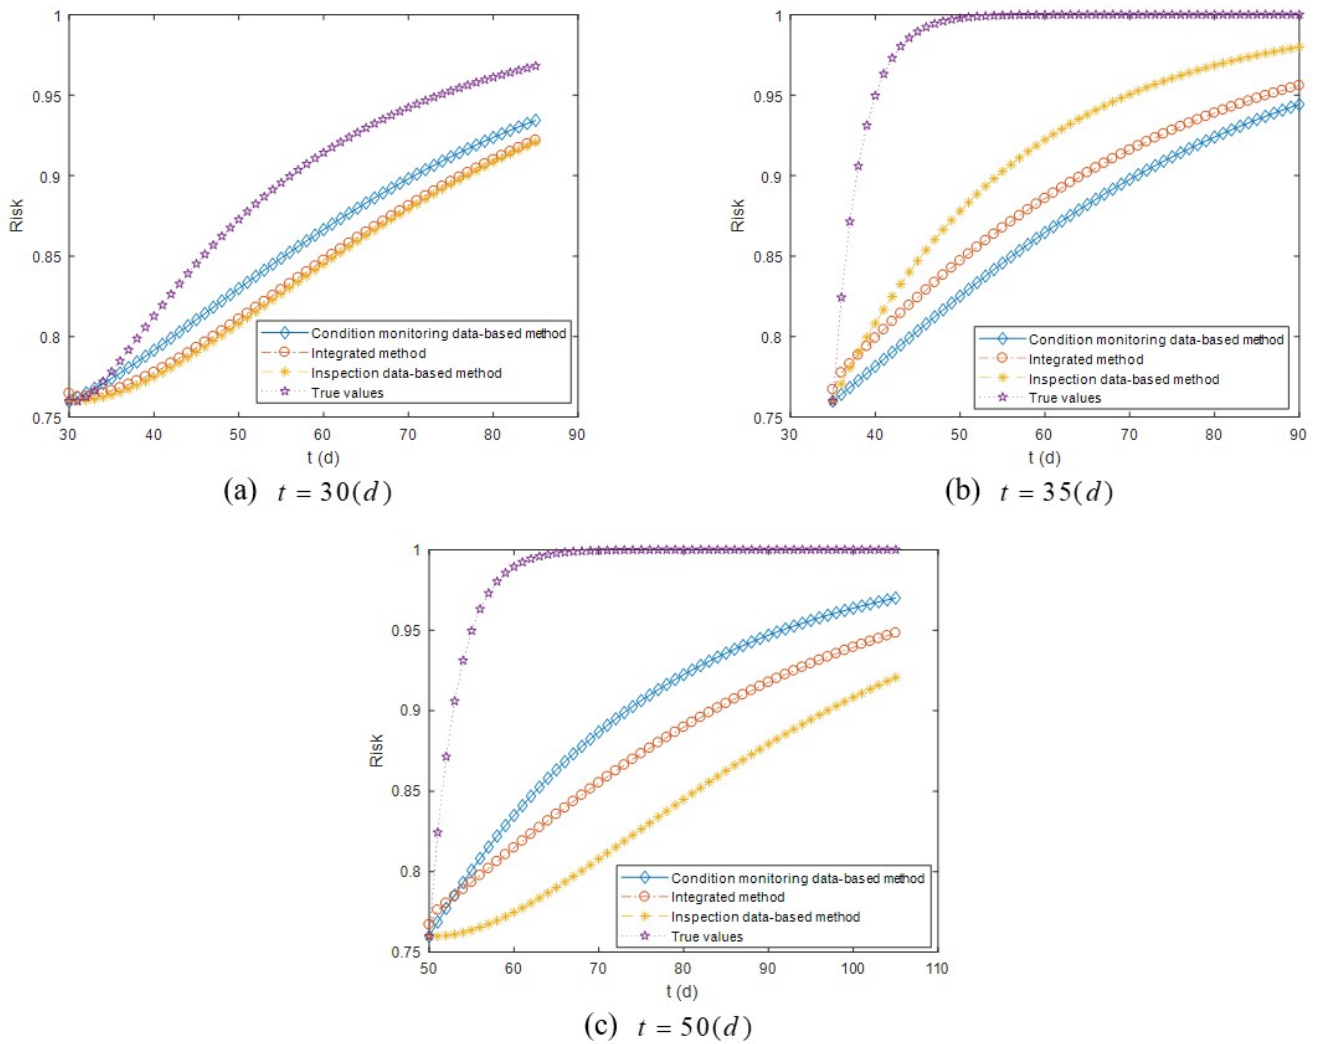 1
0.95
0.9
0.85
0.8
0.75
Risk
30
40
50
60
70
80
90
t (d)
Condition monitoring data-based method
Integrated method
Inspection data-based method
True values
(a) t = 30(d)
1
0.95
0.9
0.85
0.8
0.75
Risk
30
40
50
60
70
80
90
t (d)
Condition monitoring data-based method
Integrated method
Inspection data-based method
True values
(b) t = 35(d)
1
0.95
0.9
0.85
0.8
0.75
Risk
50
60
70
80
90
100
110
t (d)
Condition monitoring data-based method
Integrated method
Inspection data-based method
True values
(c) t = 50(d)